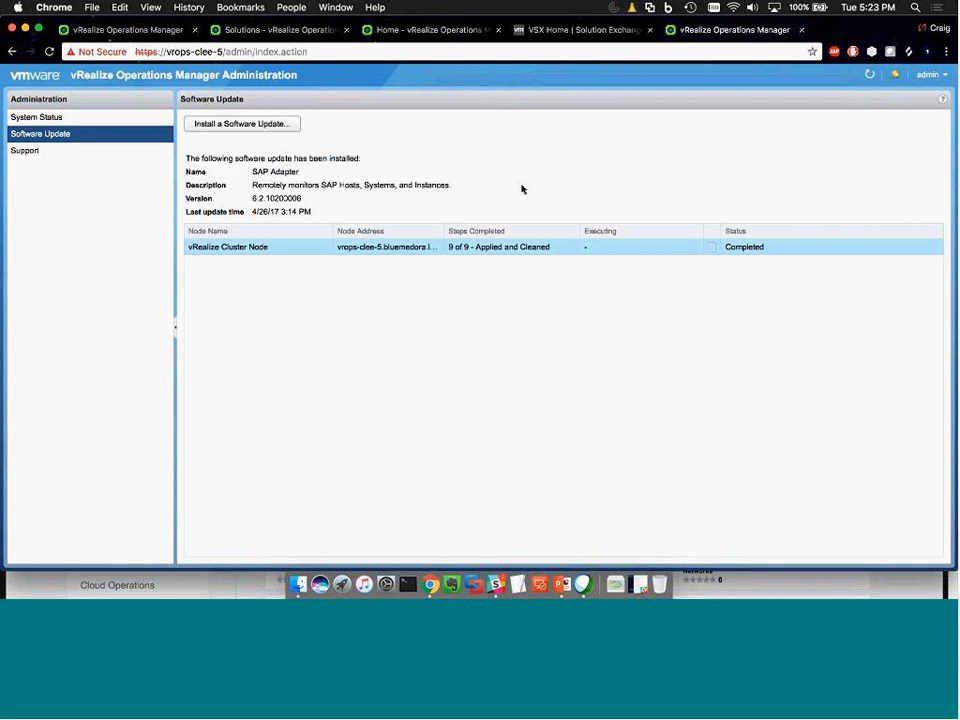 Chrome File Edit View History Bookmarks People Window Help 100% Tue 5:23 PM
vRealize Operations Manager × Solutions - vRealize Operation × Home - vRealize Operations M × vm VSX Home | Solution Exchang × vRealize Operations Manager × Craig
Not Secure https://vrops-clee-5/admin/index.action
vmware vRealize Operations Manager Administration admin
Administration
Software Update
System Status
Software Update
Support
Install a Software Update...
The following software update has been installed:
Name SAP Adapter
Description Remotely monitors SAP Hosts, Systems, and Instances.
Version 6.2.10200006
Last update time 4/26/17 3:14 PM
Node Name Node Address Steps Completed Executing Status
vRealize Cluster Node vrops-clee-5.bluemedora.l... 9 of 9 - Applied and Cleaned - Completed
Cloud Operations
0